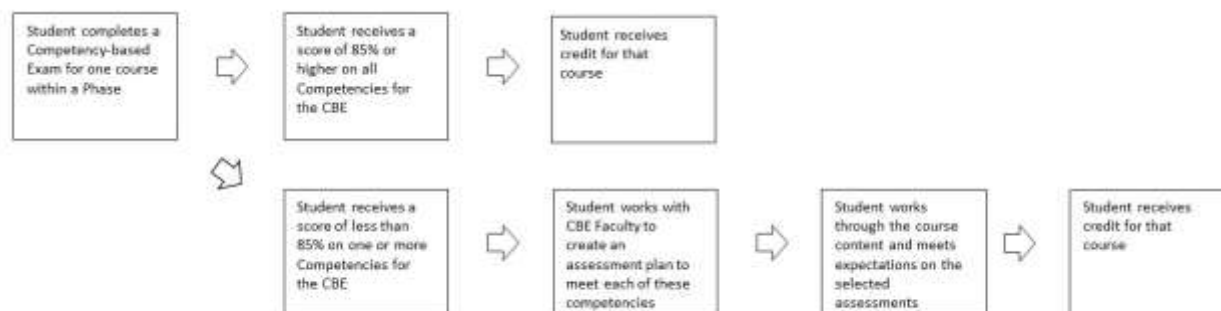 Student completes a
Competency-based
Exam for one course
within a Phase
Student receives a
score of 85% or
higher on all
Competencies for
the CBE
Student receives
credit for that
course
Student receives a
score of less than
85% on one or more
Competencies for
the CBE
Student works with
CBE Faculty to
create an
assessment plan to
meet each of these
competencies
Student works
through the course
content and meets
expectations on the
selected
assessments
Student receives
credit for that
course